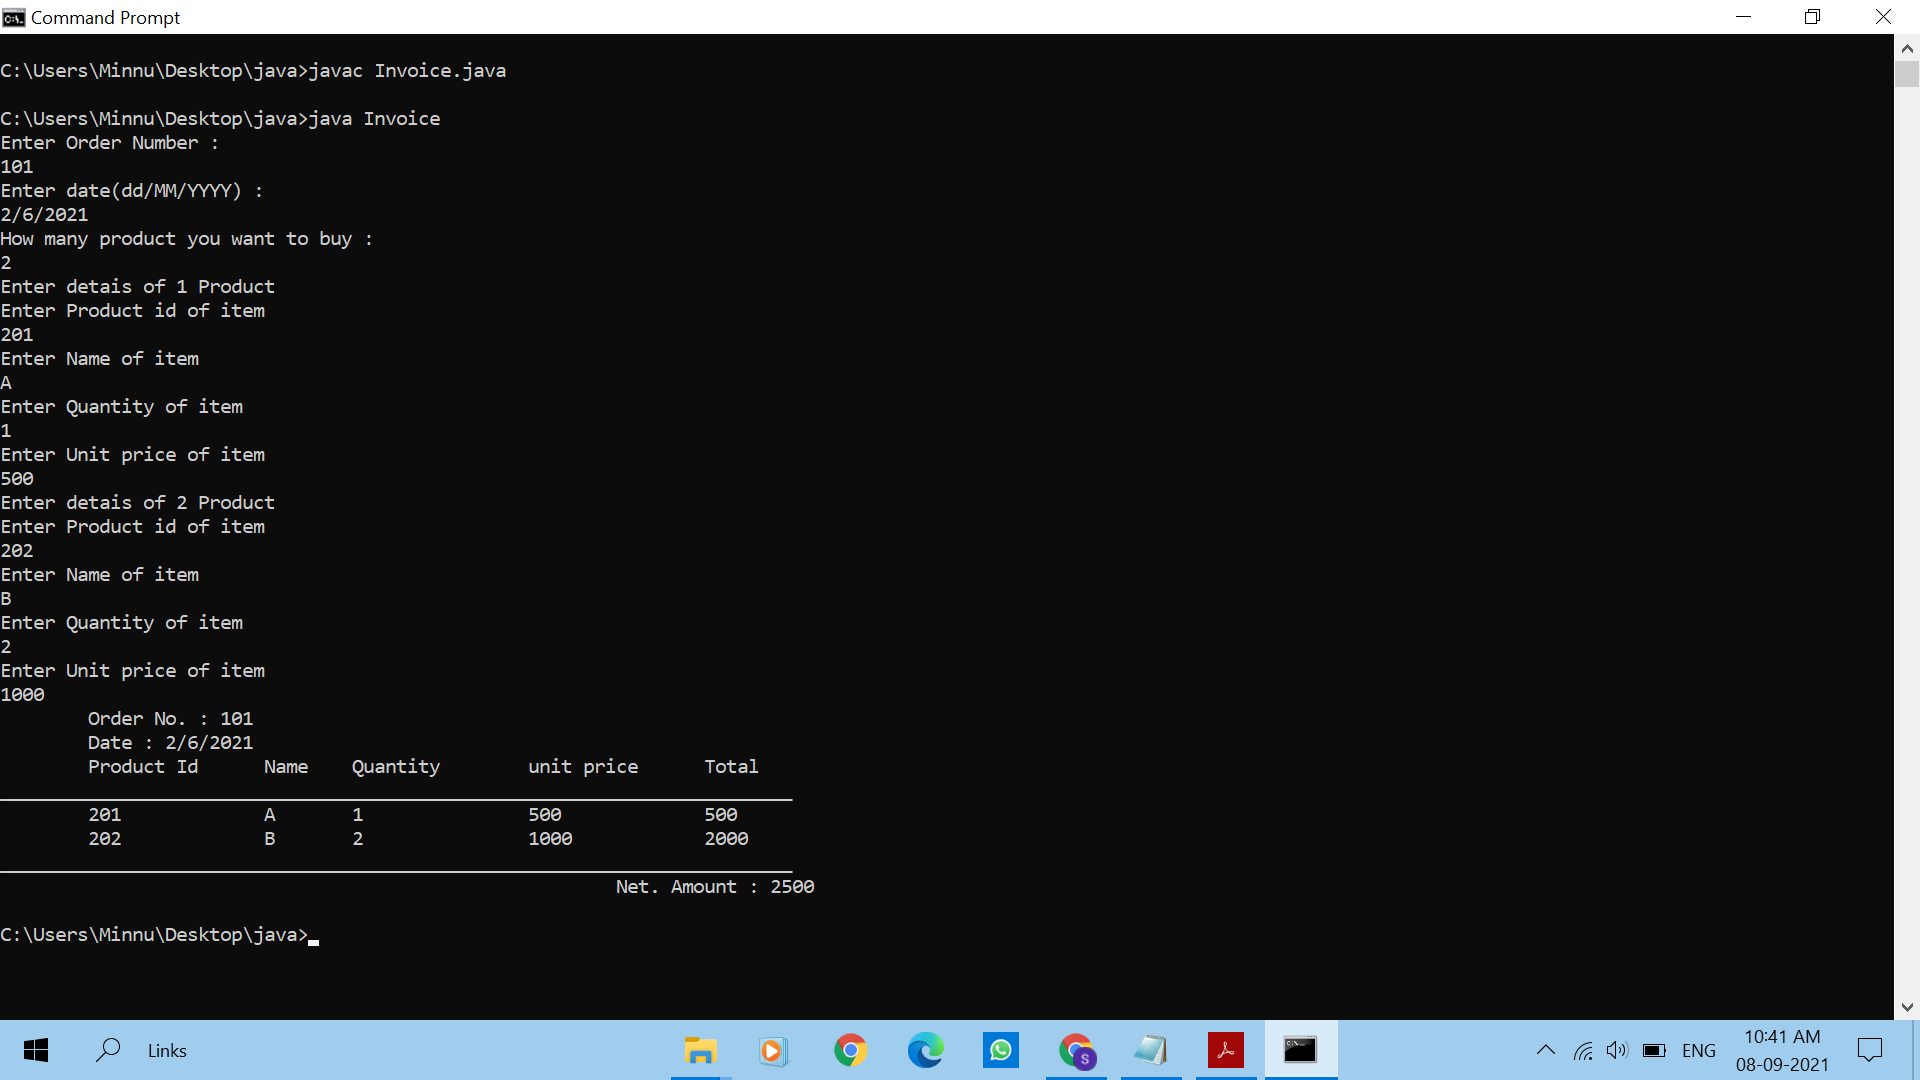 Command Prompt
C:\Users\Minnu\Desktop\java>javac Invoice.java
C:\Users\Minnu\Desktop\java>java Invoice
Enter Order Number :
101
Enter date(dd/MM/YYYY) :
2/6/2021
How many product you want to buy :
2
Enter detais of 1 Product
Enter Product id of item
201
Enter Name of item
A
Enter Quantity of item
1
Enter Unit price of item
500
Enter detais of 2 Product
Enter Product id of item
202
Enter Name of item
B
Enter Quantity of item
2
Enter Unit price of item
1000
Order No. : 101
Date : 2/6/2021
Product Id Name Quantity unit price Total
201 A 1 500 500
202 B 2 1000 2000
Net. Amount : 2500
C:\Users\Minnu\Desktop\java>
Links
S
ENG
10:41 AM
08-09-2021